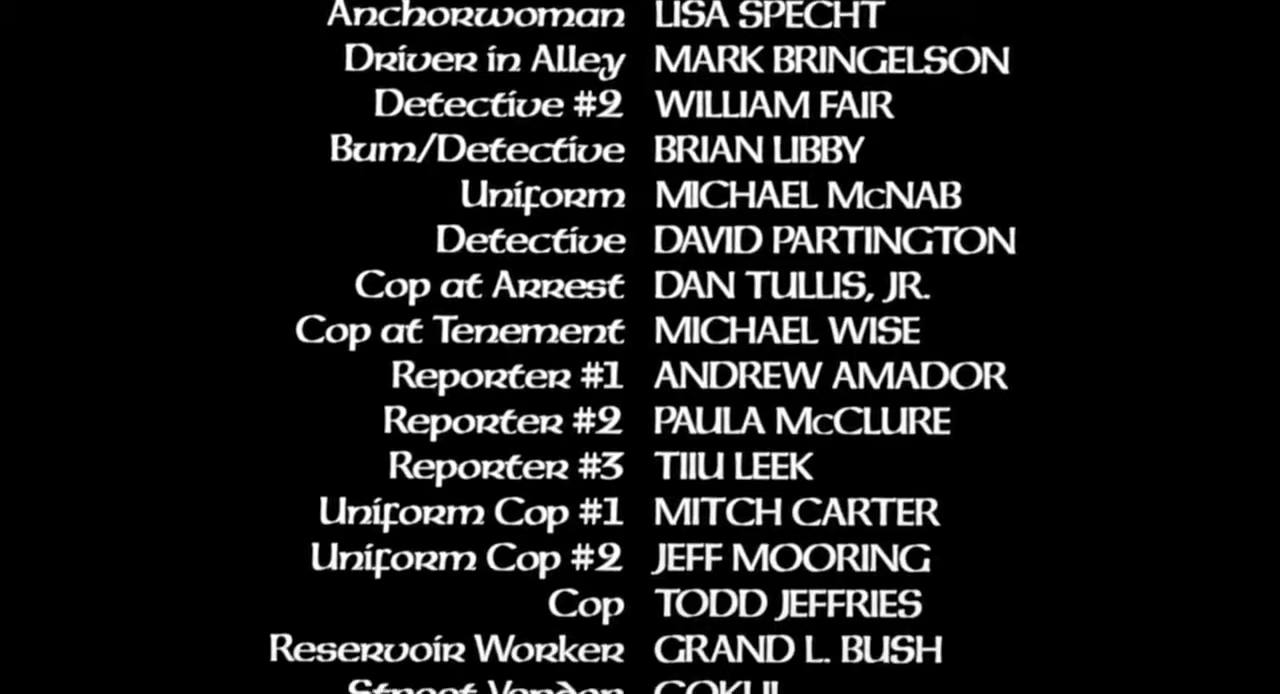 Anchorwoman LISA SPECHT
Driver in Alley MARK BRINGELSON
Detective #2 WILLIAM FAIR
Bum/Detective BRIAN LIBBY
Uniform MICHAEL McNAB
Detective DAVID PARTINGTON
Cop at Arrest DAN TULLIS, JR.
Cop at Tenement MICHAEL WISE
Reporter #1 ANDREW AMADOR
Reporter #2 PAULA McCLURE
Reporter #3 TIIU LEEK
Uniform Cop #1 MITCH CARTER
Uniform Cop #2 JEFF MOORING
Cop TODD JEFFRIES
Reservoir Worker GRAND L. BUSH
Street Vendor GOKUL